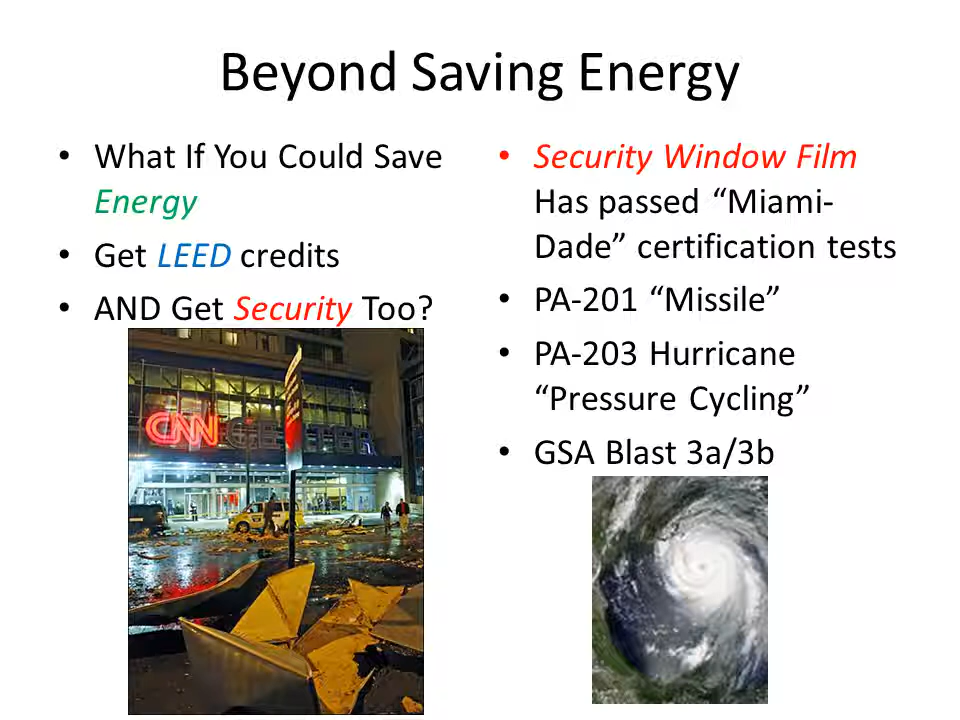 Beyond Saving Energy
• What If You Could Save
Energy
• Get LEED credits
• AND Get Security Too?
• Security Window Film
Has passed “Miami-
Dade” certification tests
• PA-201 “Missile”
• PA-203 Hurricane
“Pressure Cycling”
• GSA Blast 3a/3b
CNN CENTER